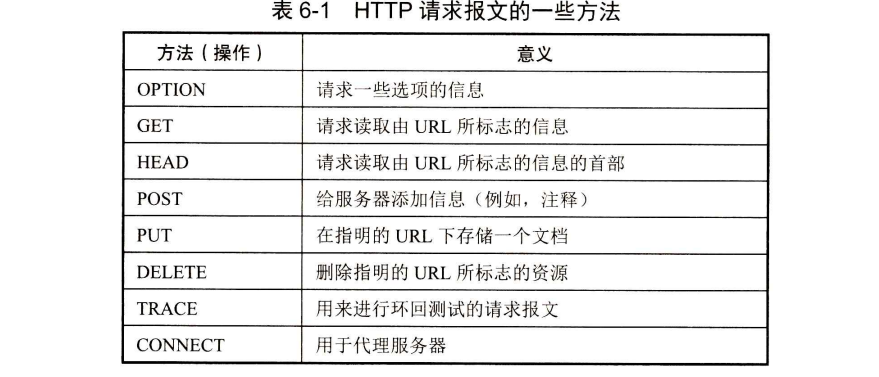 表 6-1 HTTP 请求报文的一些方法
方法（操作） 意义
OPTION 请求一些选项的信息
GET 请求读取由 URL 所标志的信息
HEAD 请求读取由 URL 所标志的信息的首部
POST 给服务器添加信息（例如，注释）
PUT 在指明的 URL 下存储一个文档
DELETE 删除指明的 URL 所标志的资源
TRACE 用来进行环回测试的请求报文
CONNECT 用于代理服务器